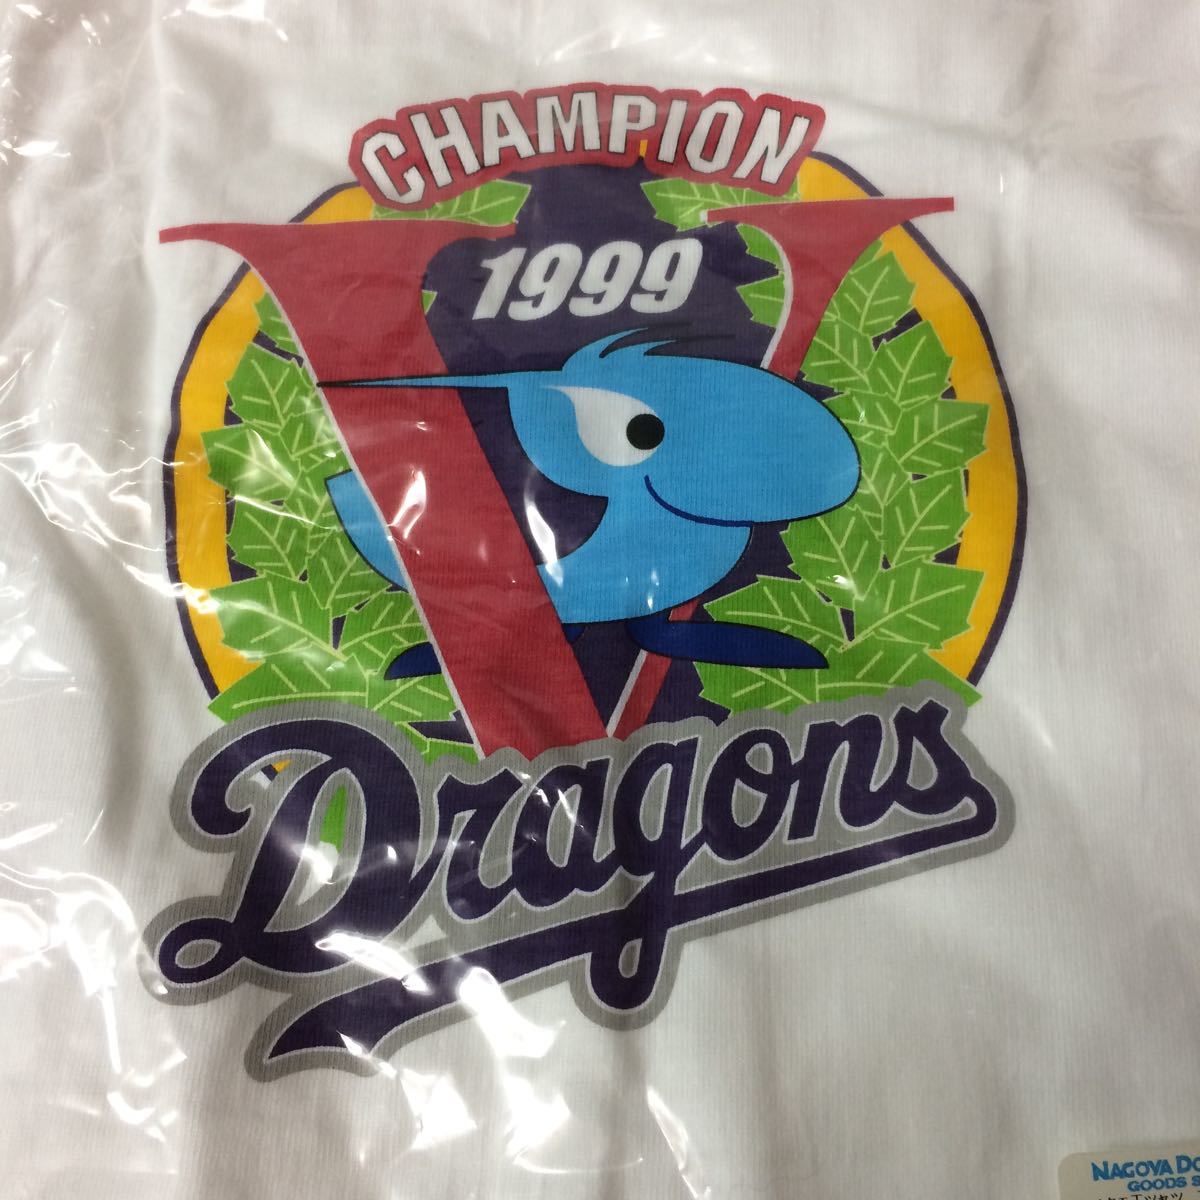 CHAMPION
1999
V
Dragons
NAGOYA DO
GOODS S